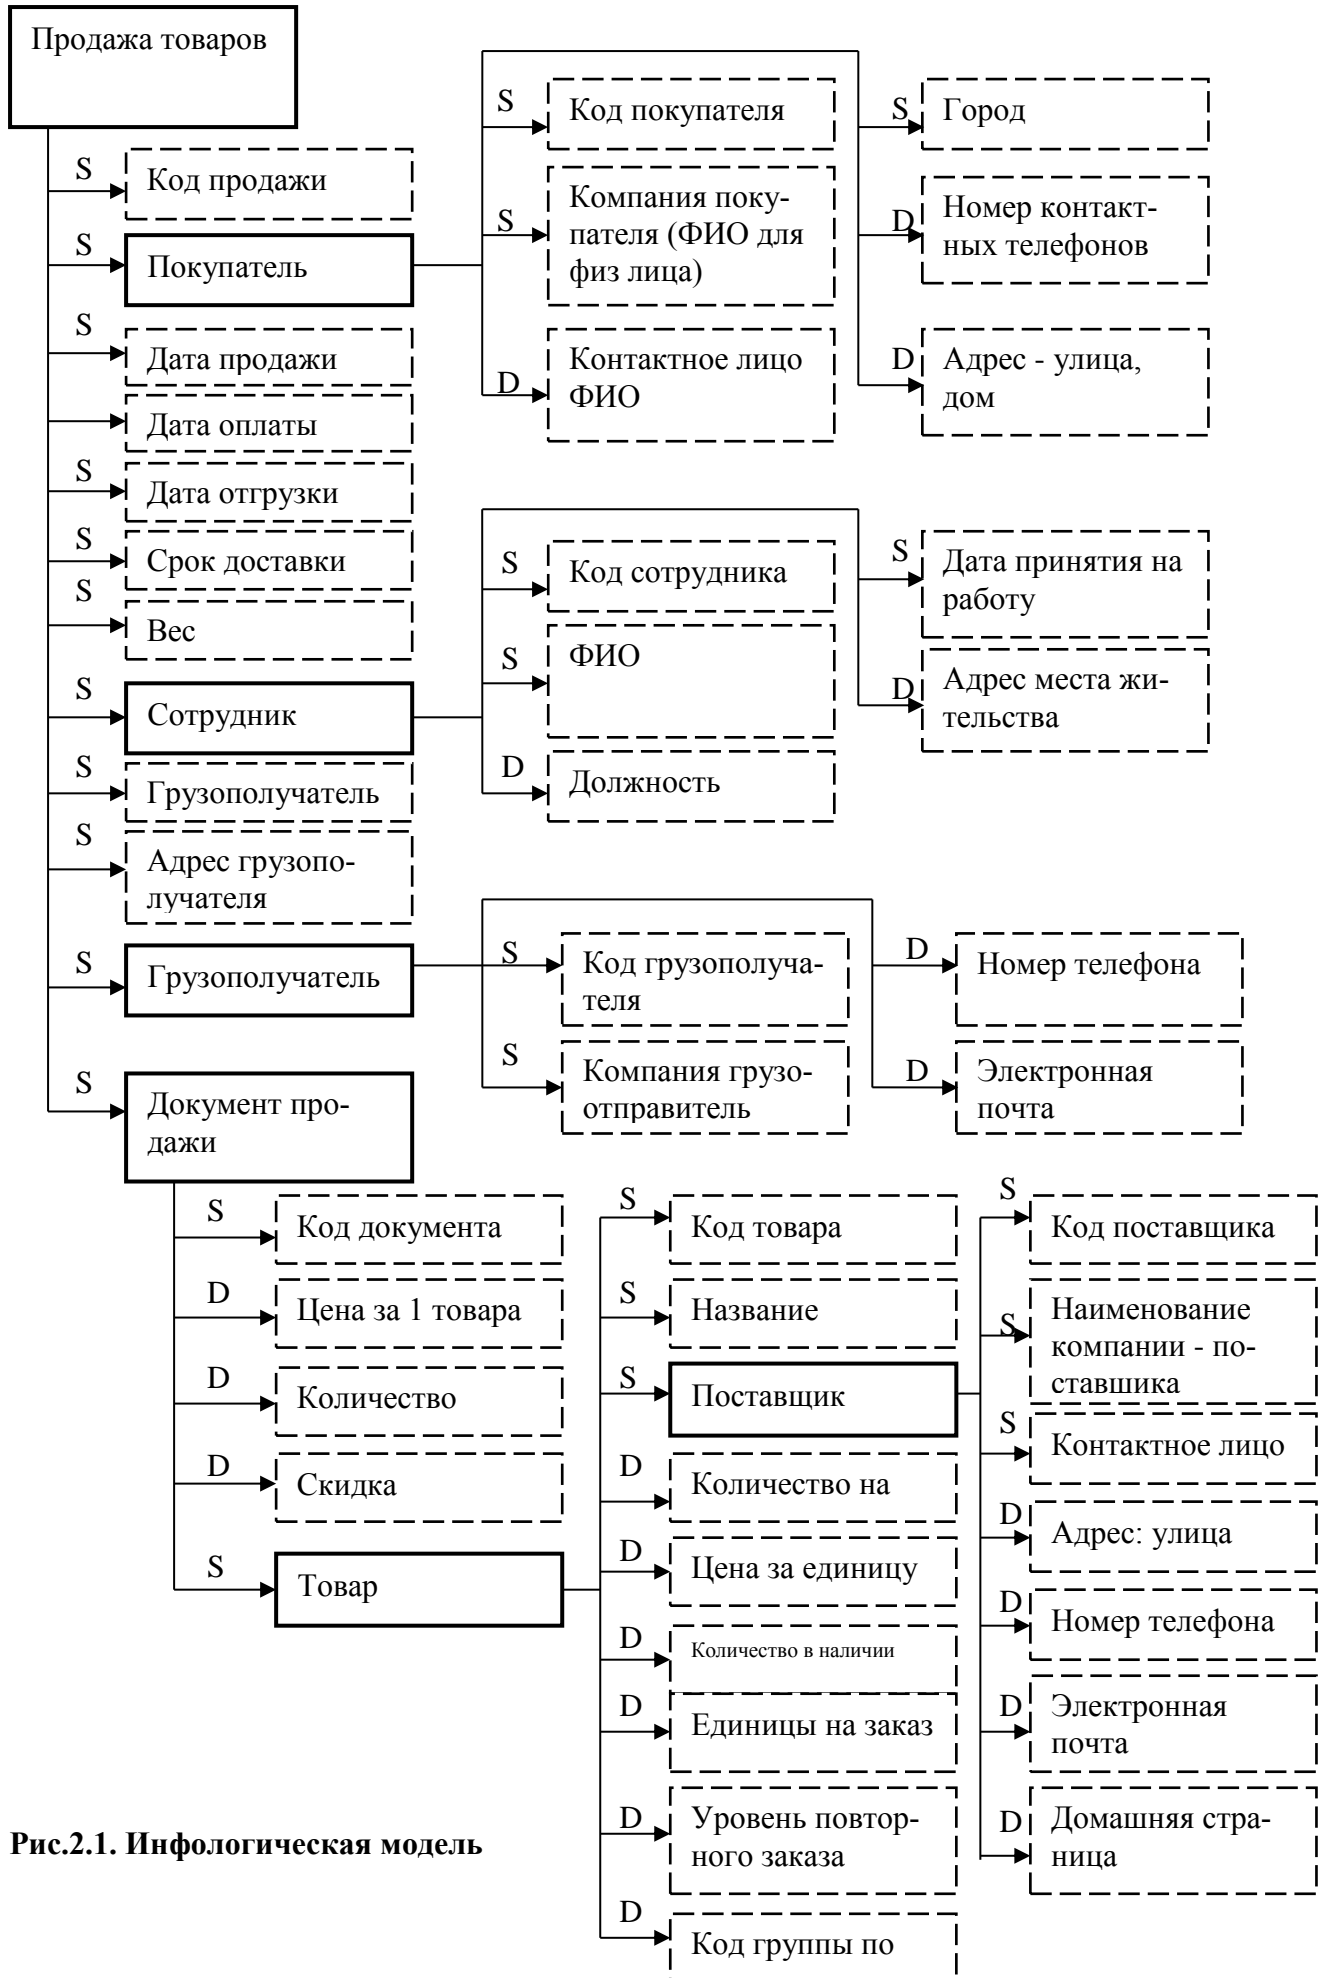 Продажа товаров
S
Код продажи
S
Покупатель
S
Дата продажи
Дата оплаты
S
Дата отгрузки
S
Срок доставки
S
Вес
S
Сотрудник
S
Грузополучатель
S
Адрес грузопо-
лучателя
S
Грузополучатель
S
Документ про-
дажи
S
Код покупателя
S
Компания поку-
пателя (ФИО для
физ лица)
D
Контактное лицо
ФИО
S
Город
D
Номер контакт-
ных телефонов
D
Адрес - улица,
дом
S
Код сотрудника
S
ФИО
D
Должность
S
Дата принятия на
работу
D
Адрес места жи-
тельства
S
Код грузополуча-
теля
S
Компания грузо-
отправитель
D
Номер телефона
D
Электронная
почта
S
Код документа
D
Цена за 1 товара
D
Количество
D
Скидка
S
Товар
S
Код товара
S
Название
S
Поставщик
D
Количество на
D
Цена за единицу
D
Количество в наличии
D
Единицы на заказ
D
Уровень повтор-
ного заказа
D
Код группы по
S
Код поставщика
S
Наименование
компании - по-
ставшика
S
Контактное лицо
D
Адрес: улица
D
Номер телефона
D
Электронная
почта
D
Домашняя стра-
ница
Рис.2.1. Инфологическая модель